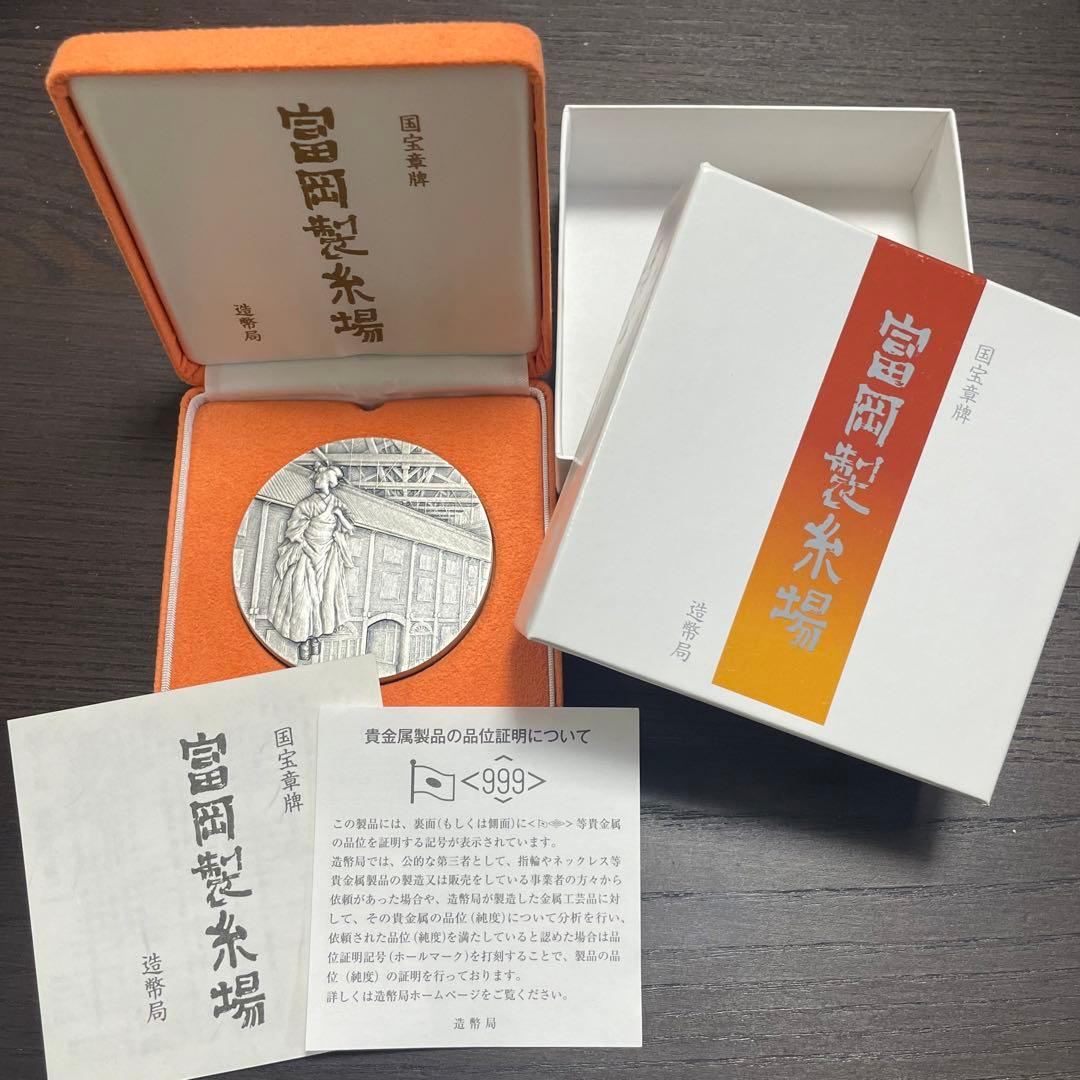 国宝章牌
富岡製糸場
造幣局
国宝章牌
富岡製糸場
造幣局
国宝章牌
富岡製糸場
造幣局
貴金属製品の品位証明について
<999>
この製品には、裏面(もしくは側面)に< >等貴金属
の品位を証明する記号が表示されています。
造幣局では、公的な第三者として、指輪やネックレス等
貴金属製品の製造又は販売をしている事業者の方々から
依頼があった場合や、造幣局が製造した金属工芸品に対
して、その貴金属の品位(純度)について分析を行い、
依頼された品位(純度)を満たしていると認めた場合は品
位証明記号(ホールマーク)を打刻することで、製品の品
位(純度)の証明を行っております。
詳しくは造幣局ホームページをご覧ください。
造幣局